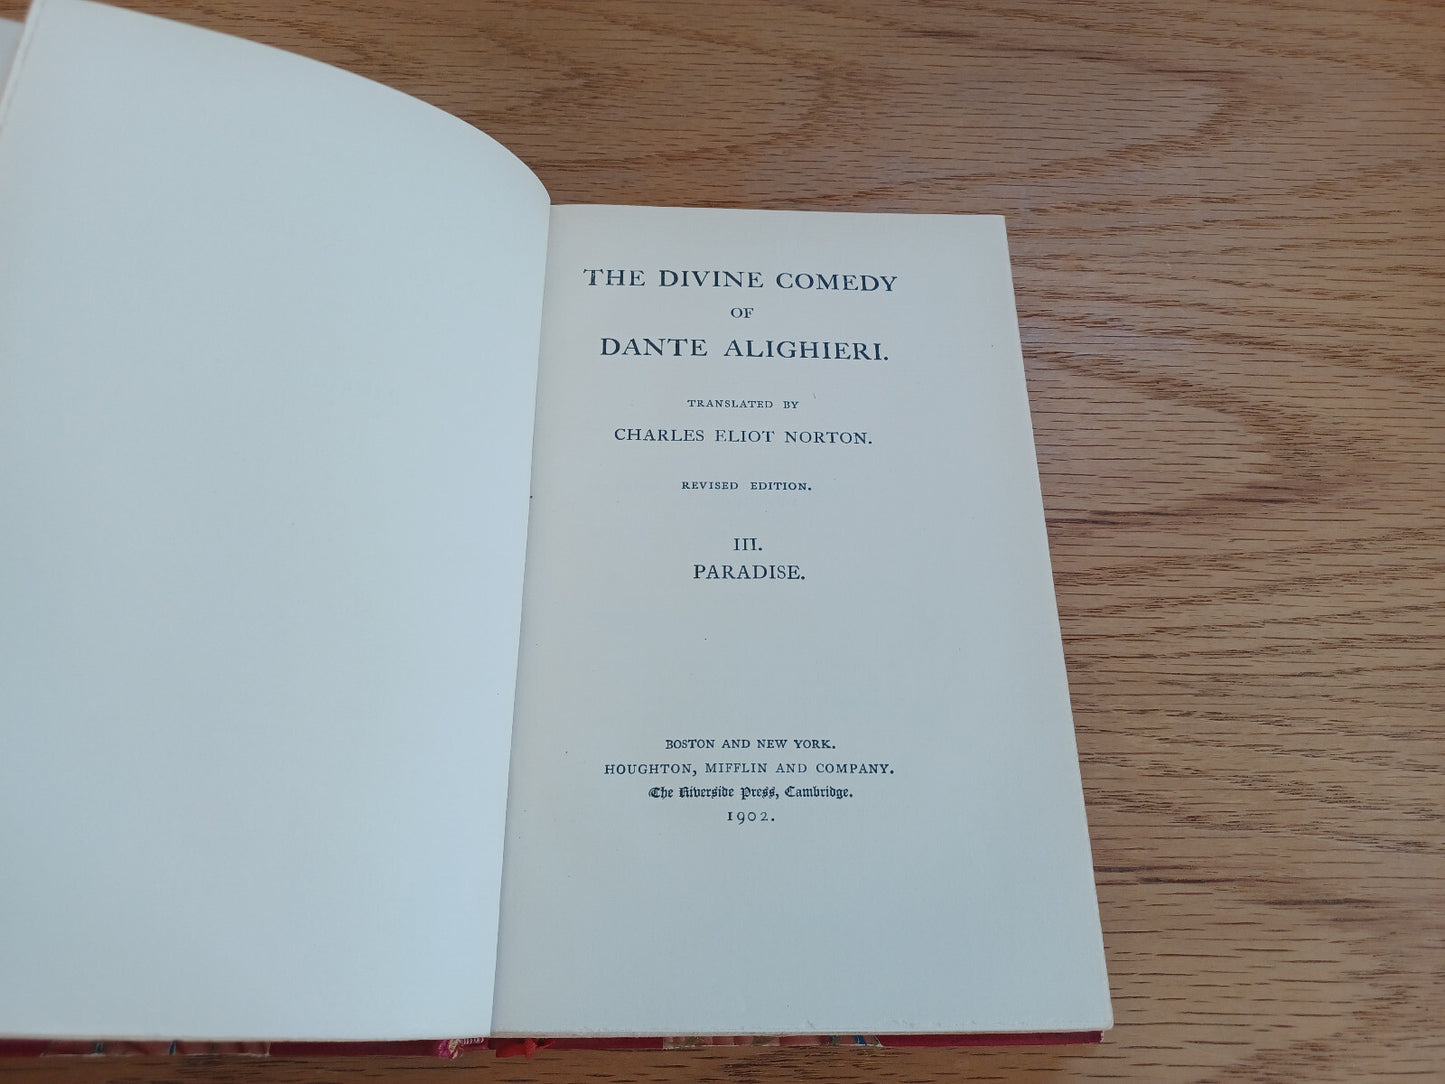 THE DIVINE COMEDY
OF
DANTE ALIGHIERI.
TRANSLATED BY
CHARLES ELIOT NORTON.
REVISED EDITION.
III.
PARADISE.
BOSTON AND NEW YORK.
HOUGHTON, MIFFLIN AND COMPANY.
The Riverside Press, Cambridge.
1902.